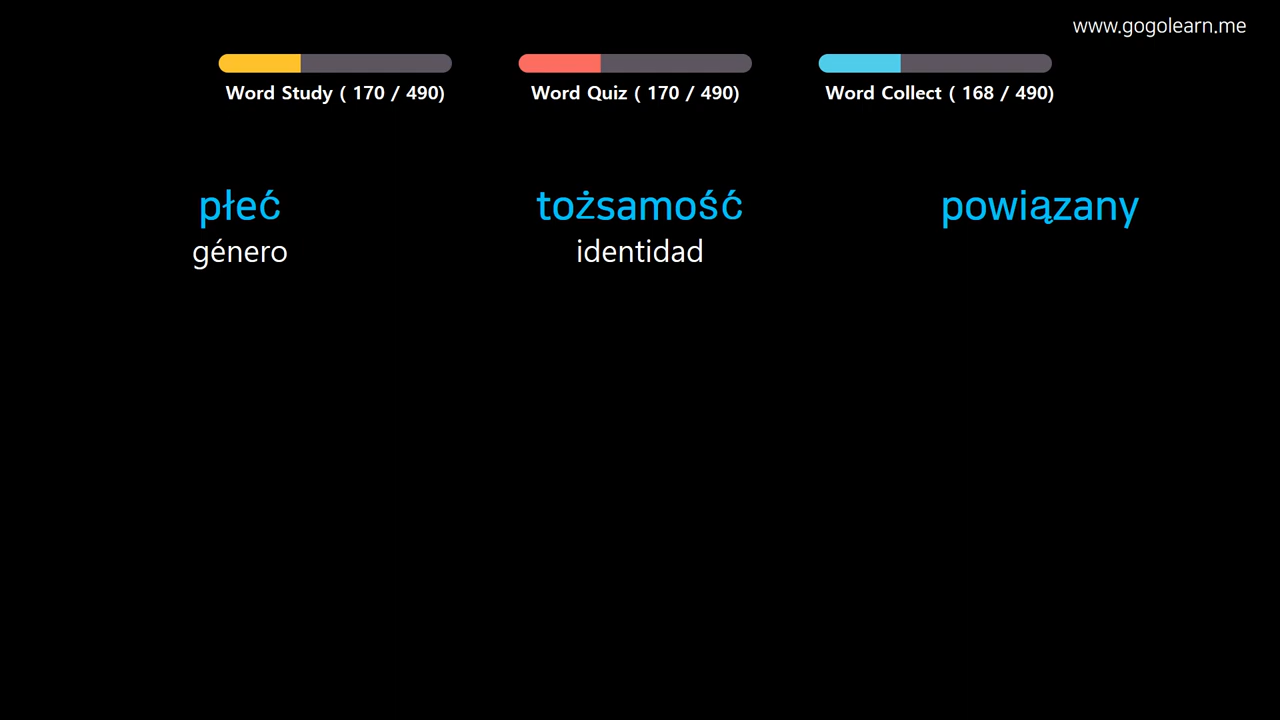 www.gogolearn.me
Word Study ( 170 / 490)
Word Quiz ( 170 / 490)
Word Collect ( 168 / 490)
płeć
género
tożsamość
identidad
powiązany